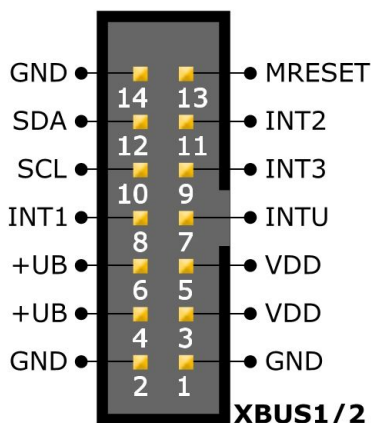 GND MRESET
14 13
SDA INT2
12 11
SCL INT3
10 9
INT1 INTU
8 7
+UB VDD
6 5
+UB VDD
4 3
GND GND
2 1
XBUS1/2